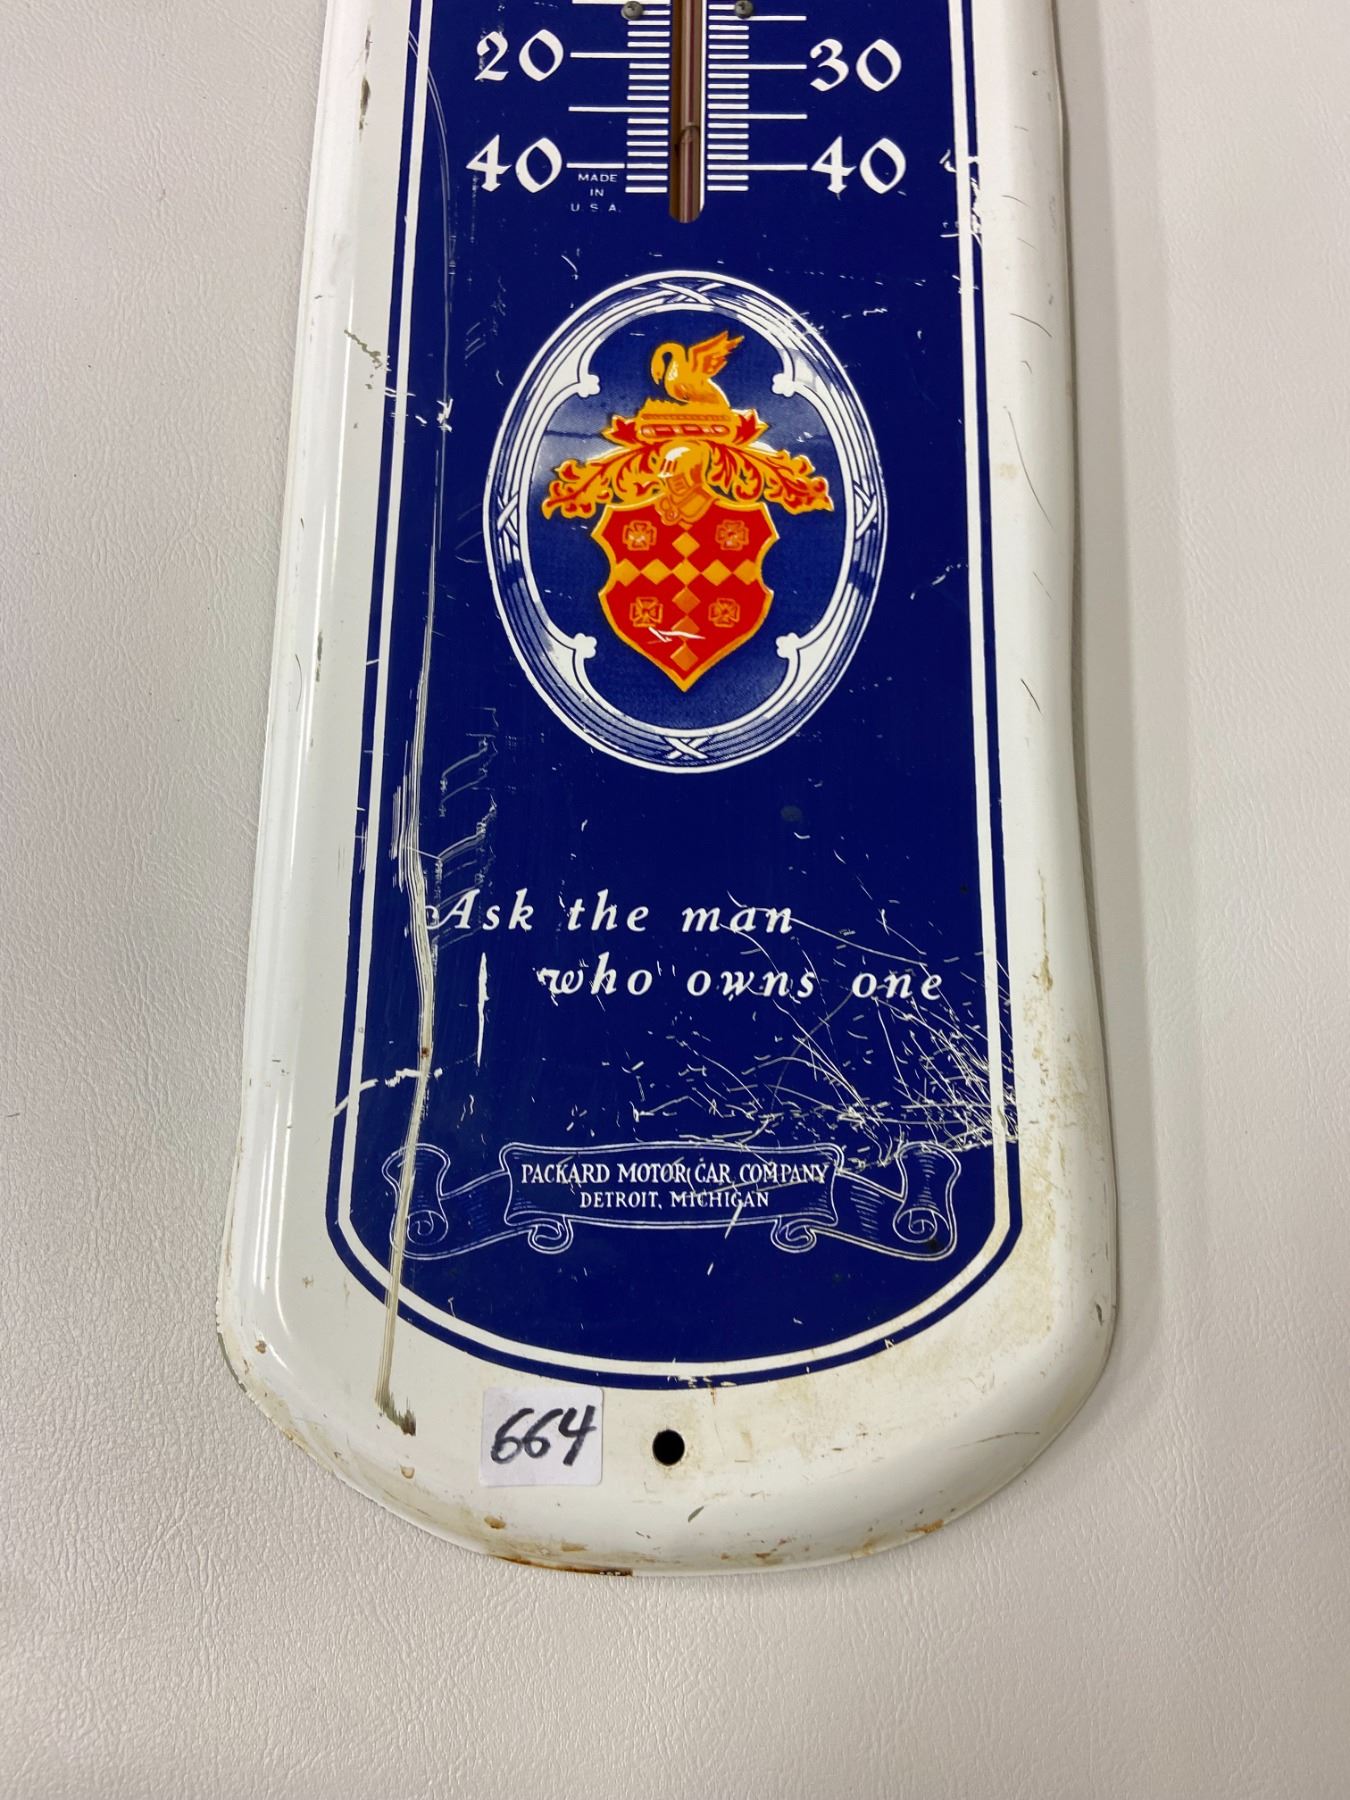 20 30
40 40
MADE
IN
U.S.A.
Ask the man
who owns one
PACKARD MOTOR CAR COMPANY
DETROIT, MICHIGAN
664